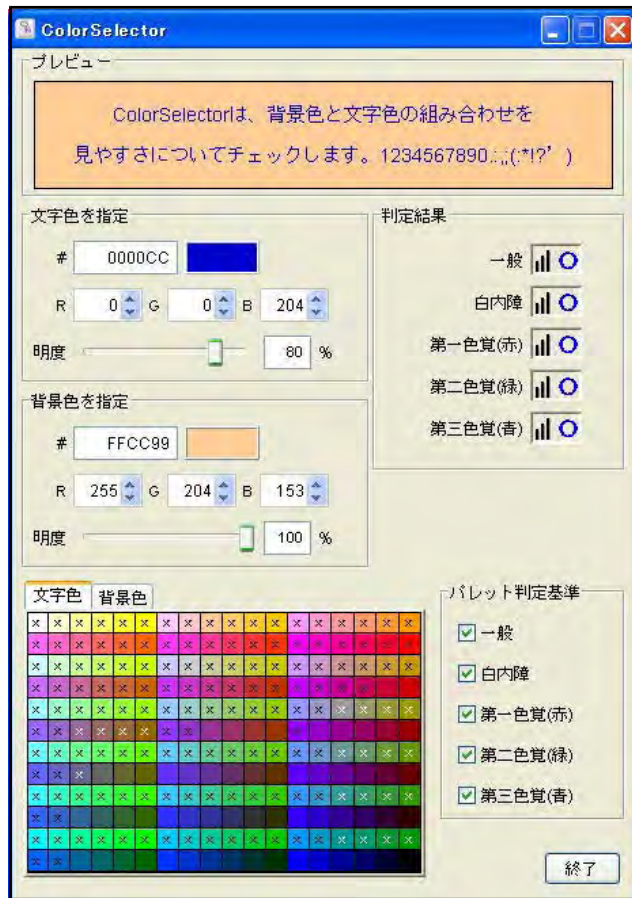 ColorSelector
プレビュー
ColorSelectorは、背景色と文字色の組み合わせを
見やすさについてチェックします。1234567890.:,;(:*!?’)
文字色を指定
# 0000CC
R 0 G 0 B 204
明度 80 %
背景色を指定
# FFCC99
R 255 G 204 B 153
明度 100 %
判定結果
一般
白内障
第一色覚(赤)
第二色覚(緑)
第三色覚(青)
文字色 背景色
パレット判定基準
一般
白内障
第一色覚(赤)
第二色覚(緑)
第三色覚(青)
終了